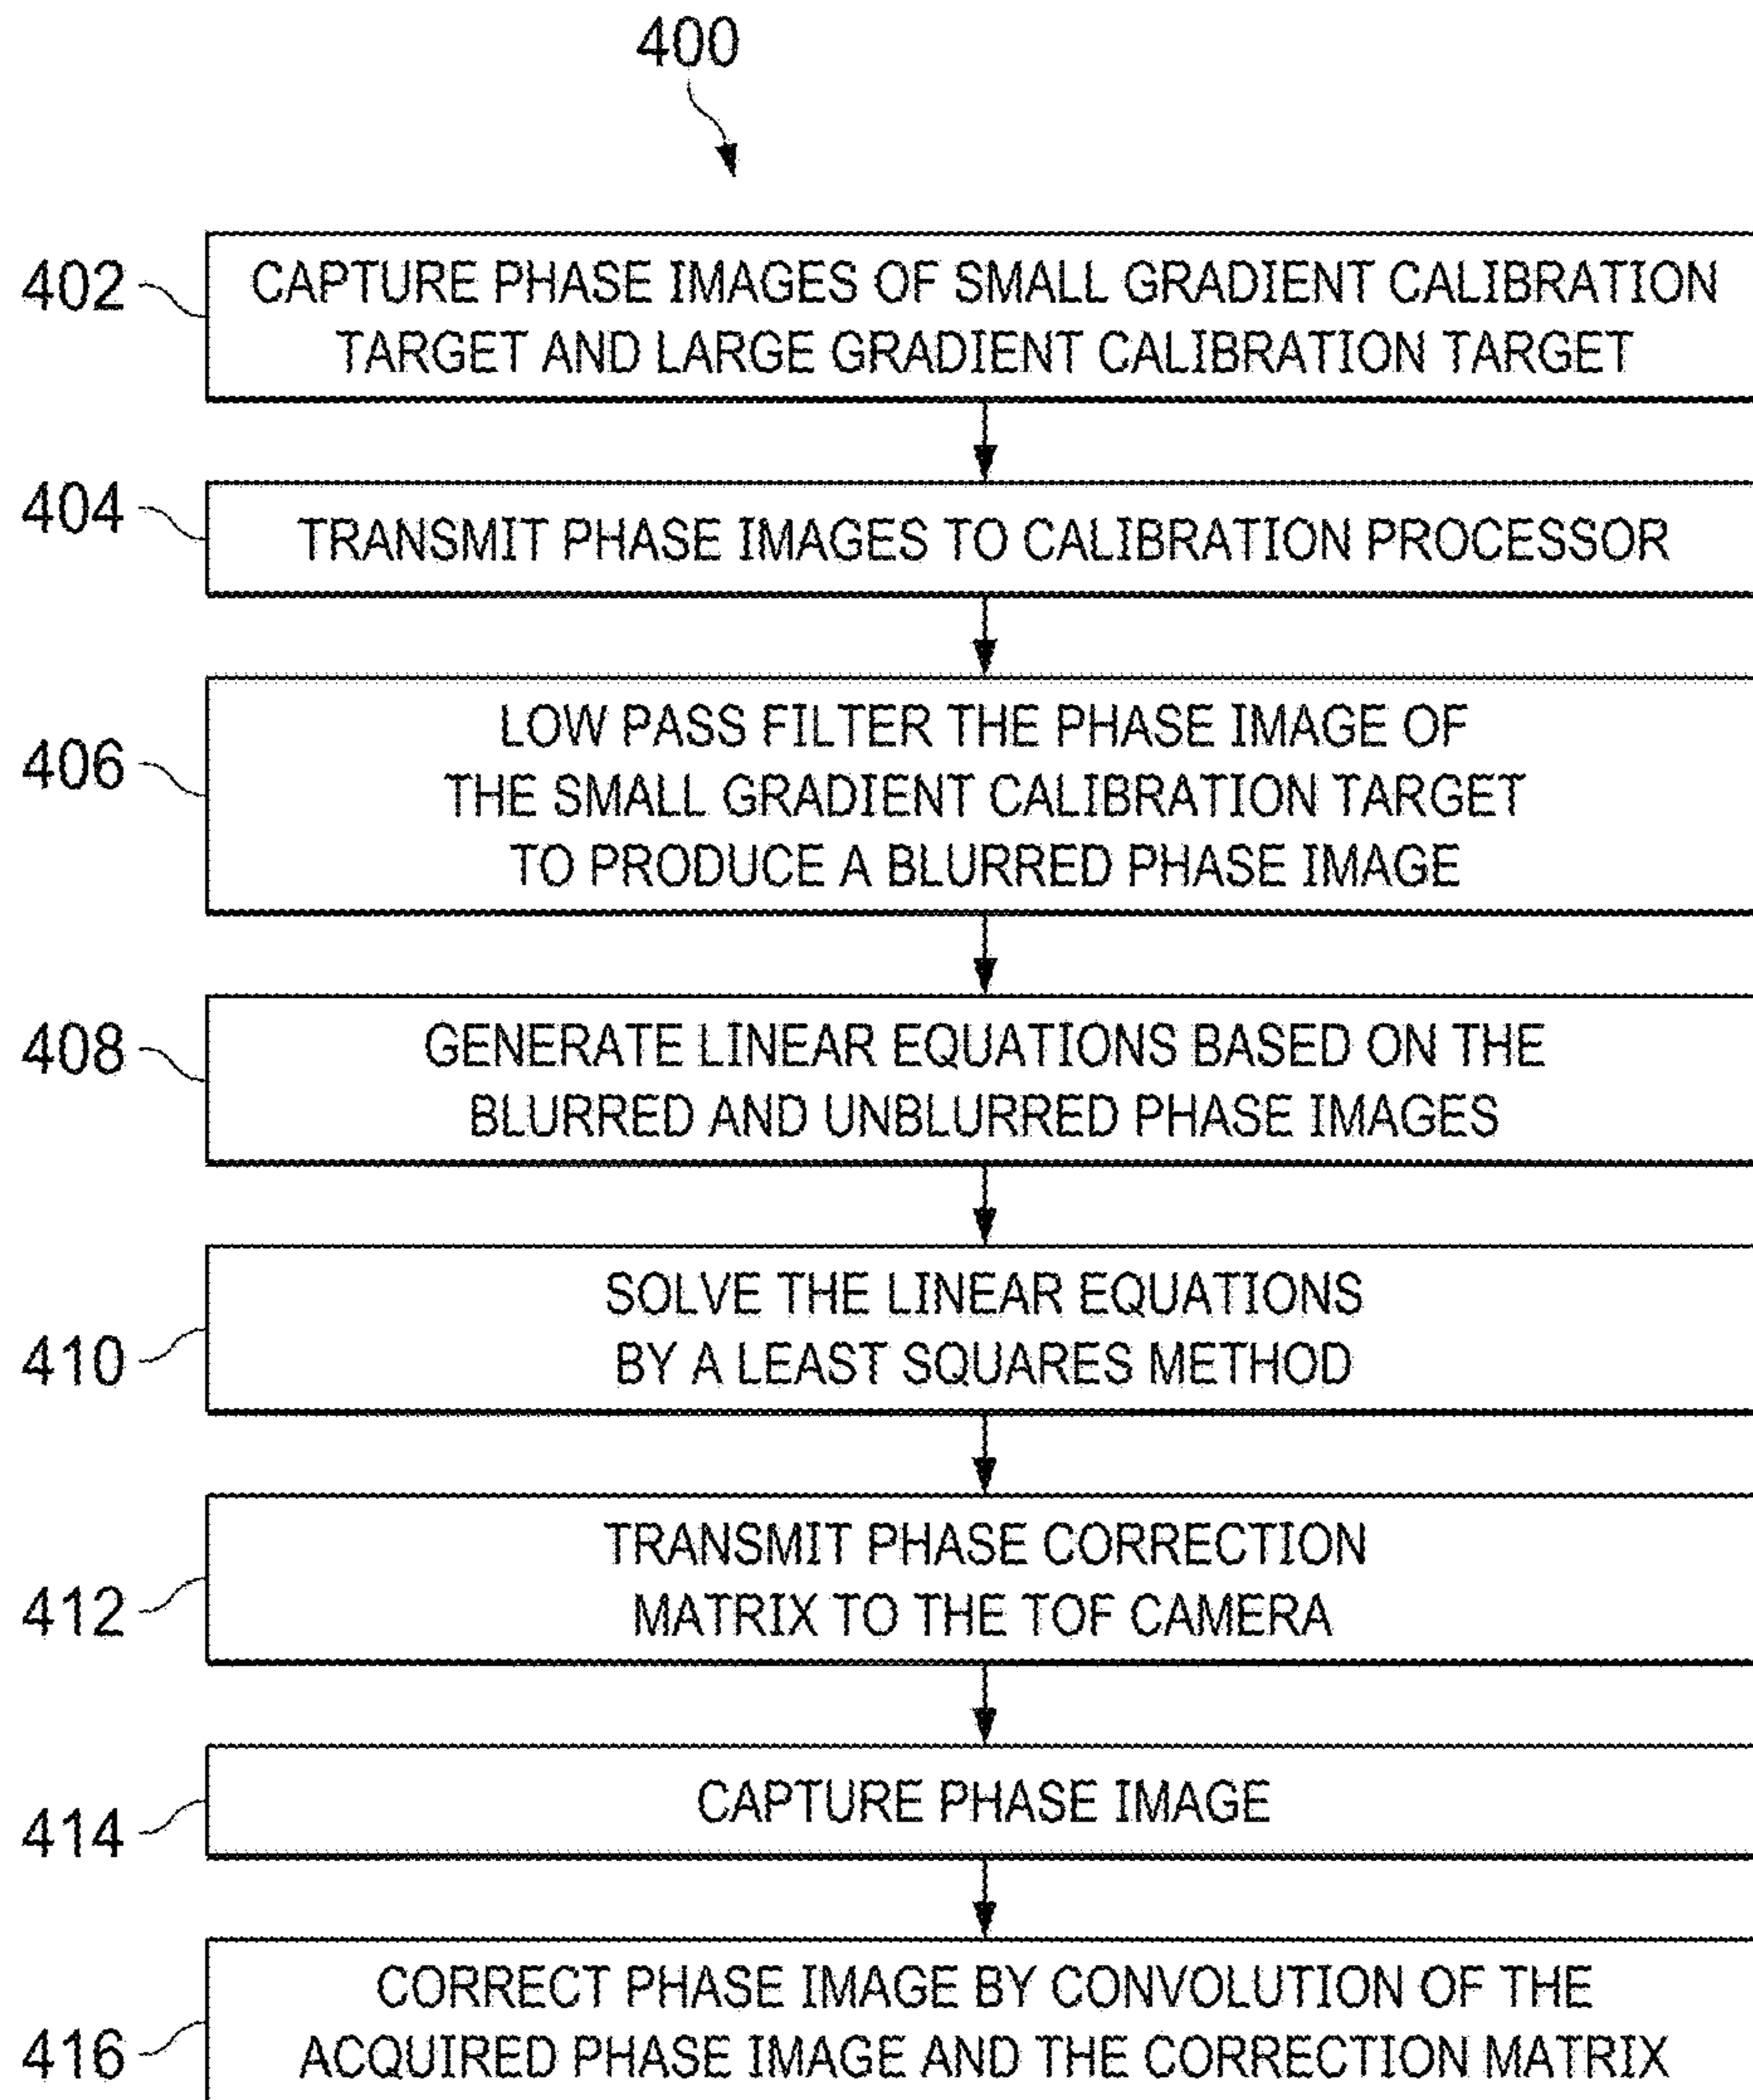 400
402
CAPTURE PHASE IMAGES OF SMALL GRADIENT CALIBRATION
TARGET AND LARGE GRADIENT CALIBRATION TARGET
404
TRANSMIT PHASE IMAGES TO CALIBRATION PROCESSOR
406
LOW PASS FILTER THE PHASE IMAGE OF
THE SMALL GRADIENT CALIBRATION TARGET
TO PRODUCE A BLURRED PHASE IMAGE
408
GENERATE LINEAR EQUATIONS BASED ON THE
BLURRED AND UNBLURRED PHASE IMAGES
410
SOLVE THE LINEAR EQUATIONS
BY A LEAST SQUARES METHOD
412
TRANSMIT PHASE CORRECTION
MATRIX TO THE TOF CAMERA
414
CAPTURE PHASE IMAGE
416
CORRECT PHASE IMAGE BY CONVOLUTION OF THE
ACQUIRED PHASE IMAGE AND THE CORRECTION MATRIX